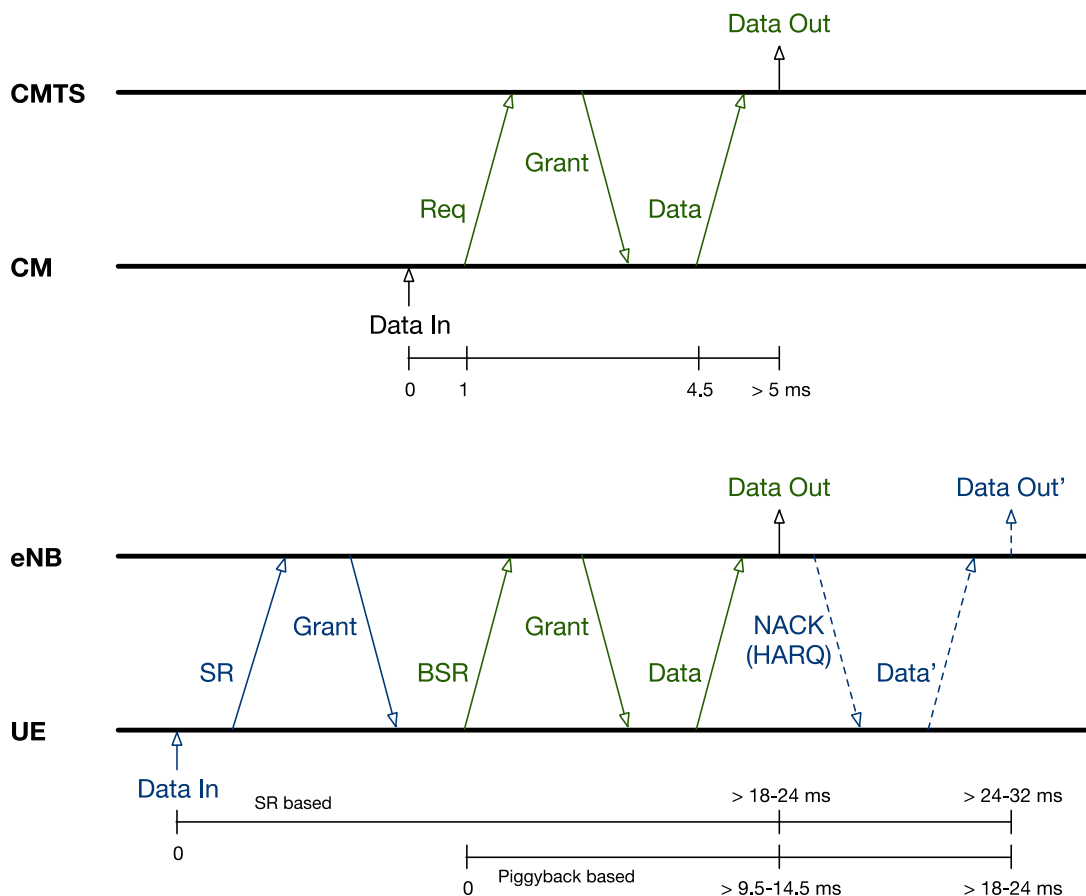 Data Out
CMTS
Grant
Req
Data
CM
Data In
0
1
4.5
> 5 ms
Data Out
Data Out’
eNB
Grant
Grant
NACK
(HARQ)
SR
BSR
Data
Data’
UE
Data In
SR based
> 18-24 ms
> 24-32 ms
0
0
Piggyback based
> 9.5-14.5 ms
> 18-24 ms